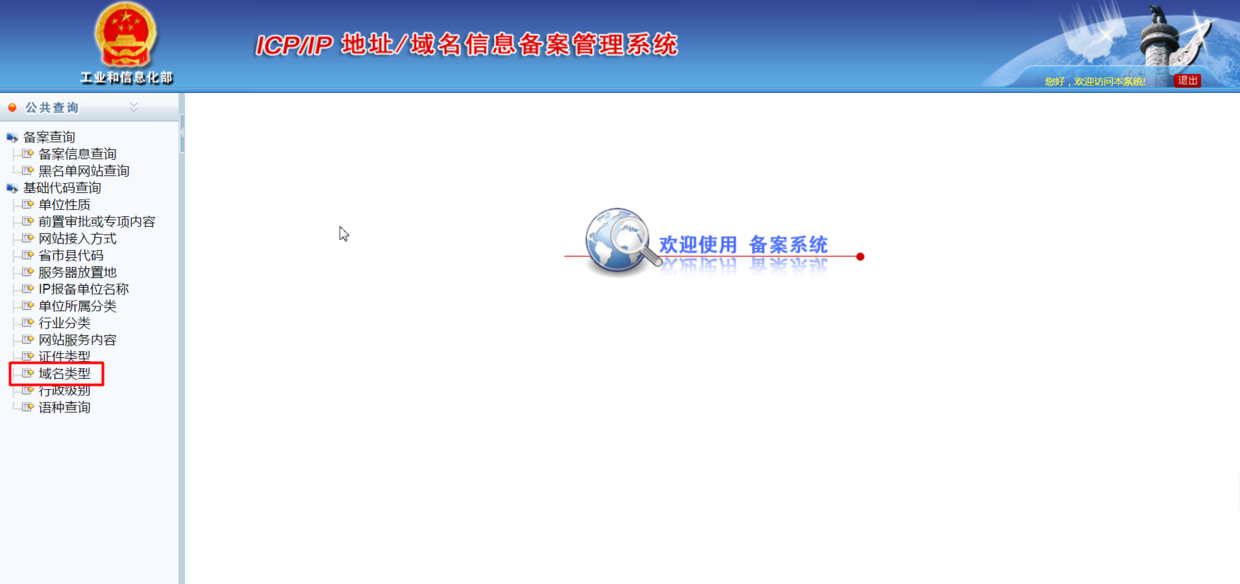 工业和信息化部
ICP/IP 地址/域名信息备案管理系统
您好，欢迎访问本系统!
退出
公共查询
备案查询
备案信息查询
黑名单网站查询
基础代码查询
单位性质
前置审批或专项内容
网站接入方式
省市县代码
服务器放置地
IP报备单位名称
单位所属分类
行业分类
网站服务内容
证件类型
域名类型
行政级别
语种查询
欢迎使用 备案系统